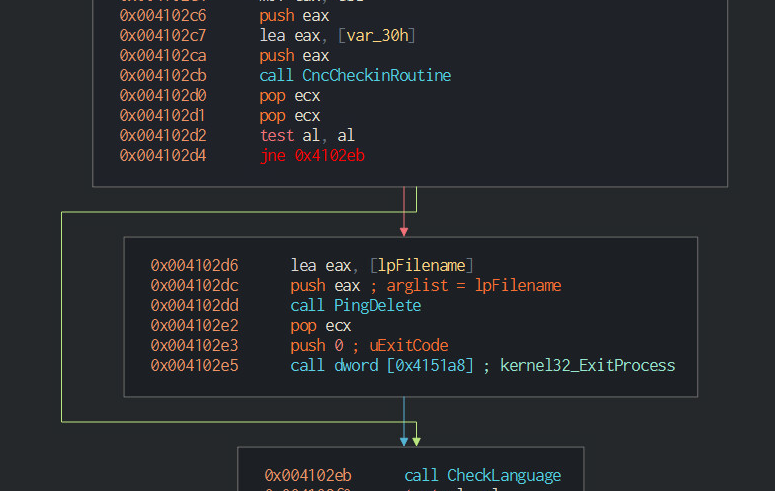 0x004102c6 push eax
0x004102c7 lea eax, [var_30h]
0x004102ca push eax
0x004102cb call CncCheckinRoutine
0x004102d0 pop ecx
0x004102d1 pop ecx
0x004102d2 test al, al
0x004102d4 jne 0x4102eb
0x004102d6 lea eax, [lpFilename]
0x004102dc push eax ; arglist = lpFilename
0x004102dd call PingDelete
0x004102e2 pop ecx
0x004102e3 push 0 ; uExitCode
0x004102e5 call dword [0x4151a8] ; kernel32_ExitProcess
0x004102eb call CheckLanguage